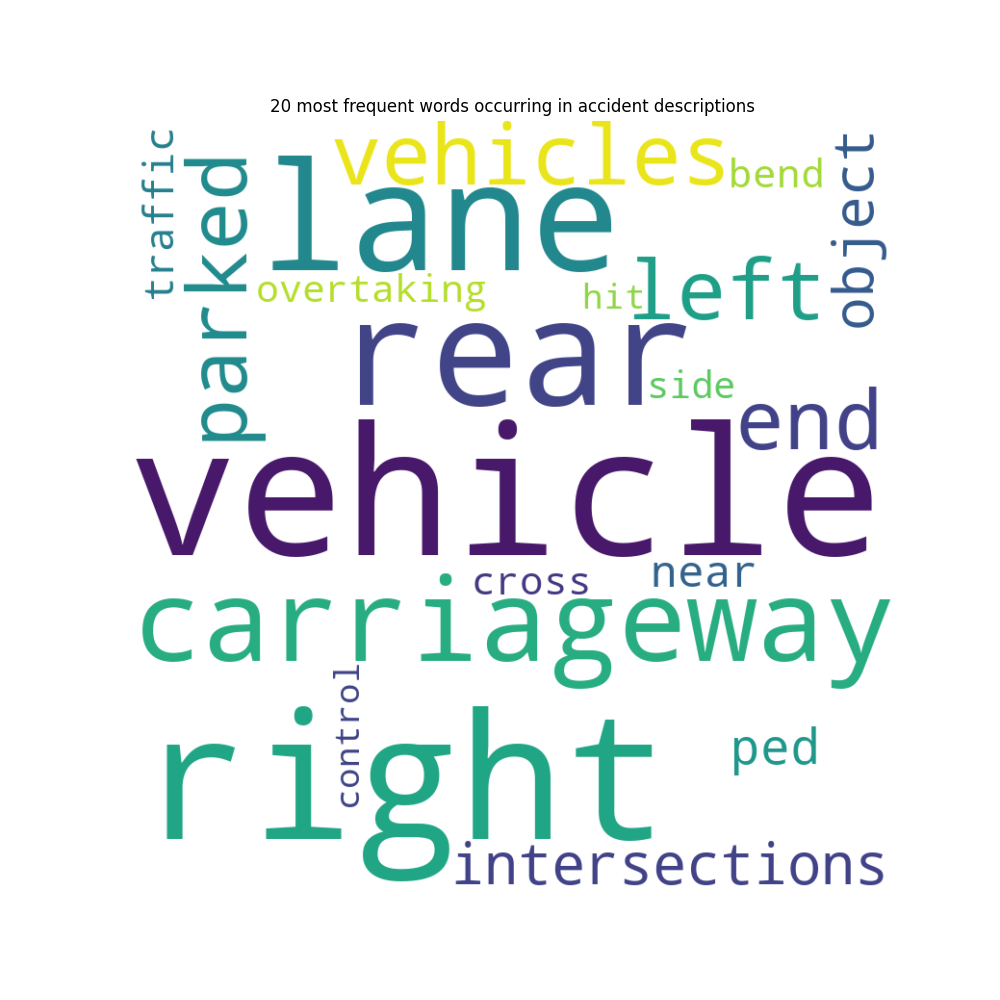 20 most frequent words occurring in accident descriptions
traffic
parked
vehicles
bend
object
lane
overtaking
hit
left
rear
side
end
vehicle
cross
near
carriageway
control
right
ped
intersections